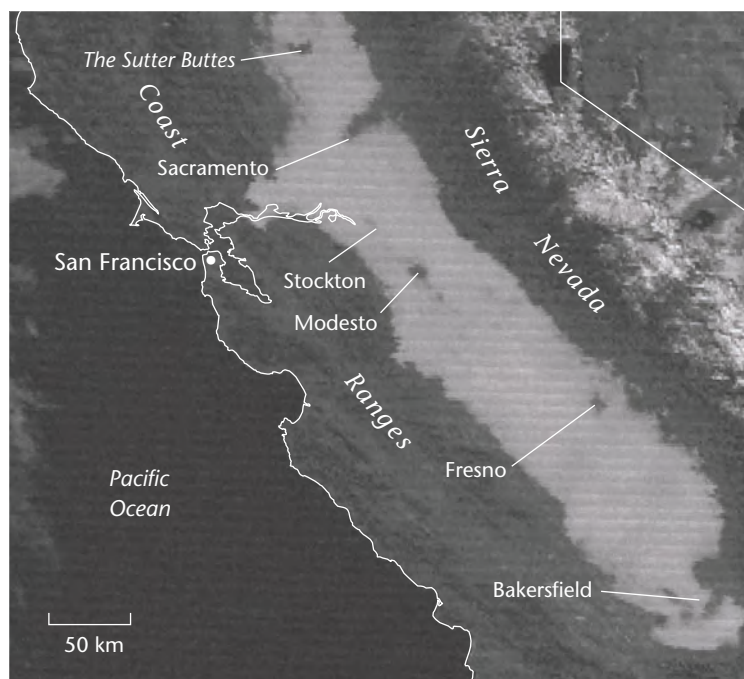 The Sutter Buttes
Coast
Sierra
Sacramento
Nevada
San Francisco
Stockton
Modesto
Ranges
Fresno
Pacific
Ocean
Bakersfield
50 km